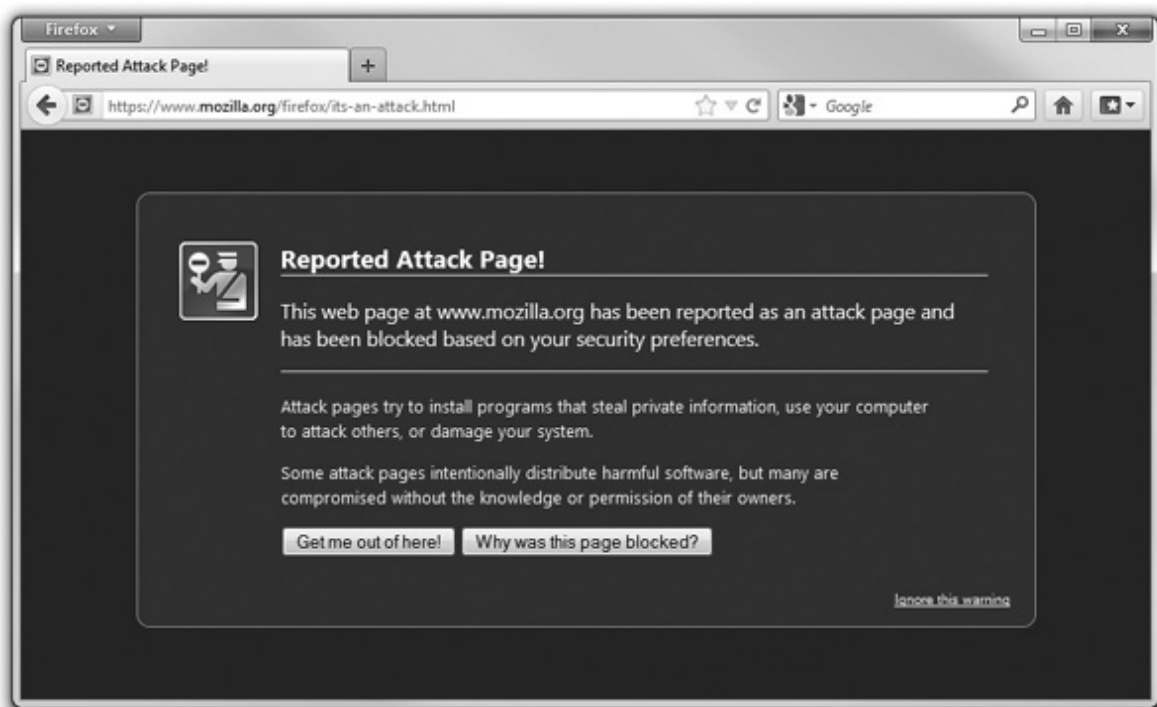 Firefox
Reported Attack Page!
https://www.mozilla.org/firefox/its-an-attack.html
Google
Reported Attack Page!
This web page at www.mozilla.org has been reported as an attack page and
has been blocked based on your security preferences.
Attack pages try to install programs that steal private information, use your computer
to attack others, or damage your system.
Some attack pages intentionally distribute harmful software, but many are
compromised without the knowledge or permission of their owners.
Get me out of here! Why was this page blocked?
Ignore this warning